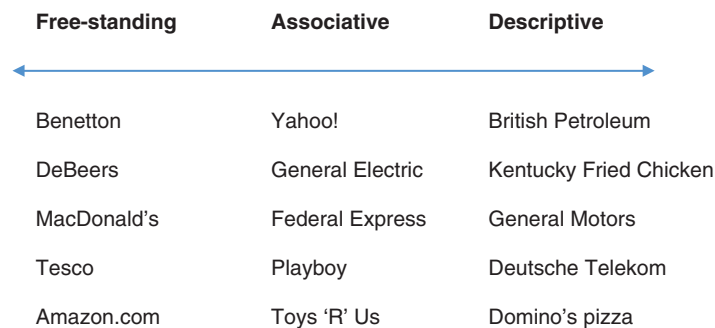 Free-standing Associative Descriptive
Benetton Yahoo! British Petroleum
DeBeers General Electric Kentucky Fried Chicken
MacDonald’s Federal Express General Motors
Tesco Playboy Deutsche Telekom
Amazon.com Toys ‘R’ Us Domino’s pizza